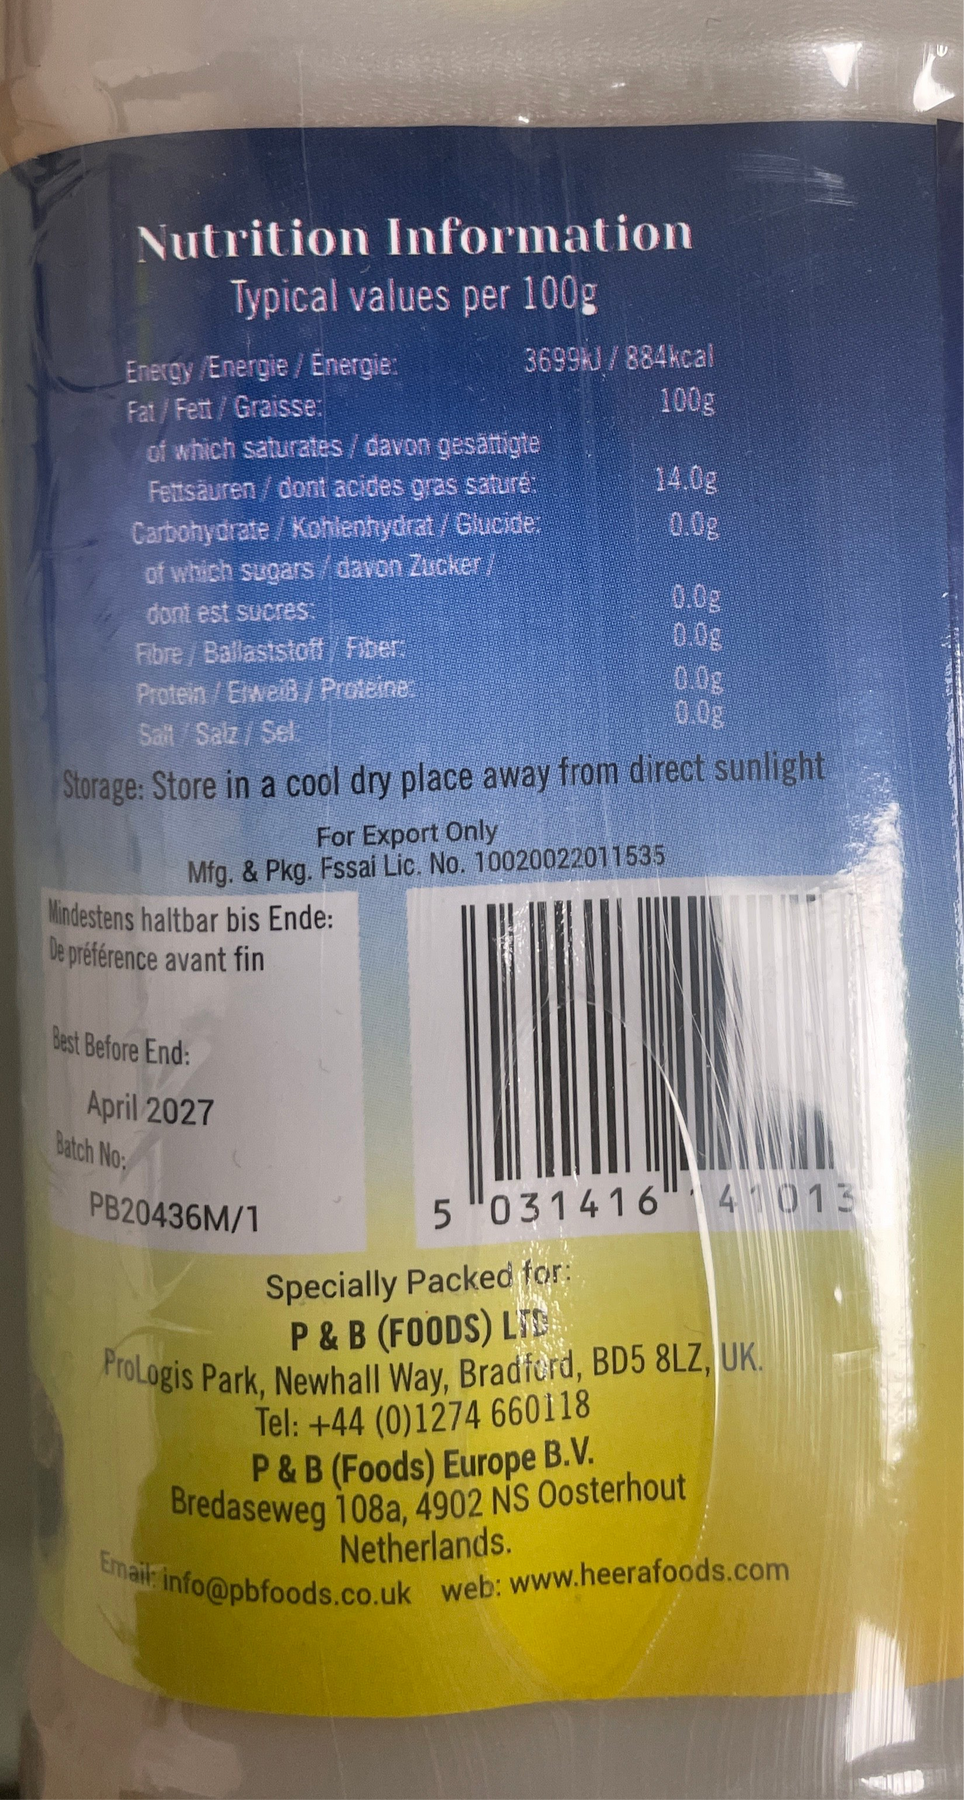 Nutrition Information
Typical values per 100g
Energy /Energie / Énergie: 3699kJ / 884kcal
Fat / Fett / Graisse: 100g
of which saturates / davon gesättigte
Fettsäuren / dont acides gras saturé: 14.0g
Carbohydrate / Kohlenhydrat / Glucide: 0.0g
of which sugars / davon Zucker /
dont est sucres: 0.0g
Fibre / Ballaststoff / Fiber: 0.0g
Protein / Eiweiß / Proteine: 0.0g
Salt / Salz / Sel: 0.0g
Storage: Store in a cool dry place away from direct sunlight
For Export Only
Mfg. & Pkg. Fssai Lic. No. 10020022011535
Mindestens haltbar bis Ende:
De préférence avant fin
Best Before End:
April 2027
Batch No:
PB20436M/1
5 031416 41013
Specially Packed for:
P & B (FOODS) LTD
ProLogis Park, Newhall Way, Bradford, BD5 8LZ, UK.
Tel: +44 (0)1274 660118
P & B (Foods) Europe B.V.
Bredaseweg 108a, 4902 NS Oosterhout
Netherlands.
Email: info@pbfoods.co.uk web: www.heerafoods.com